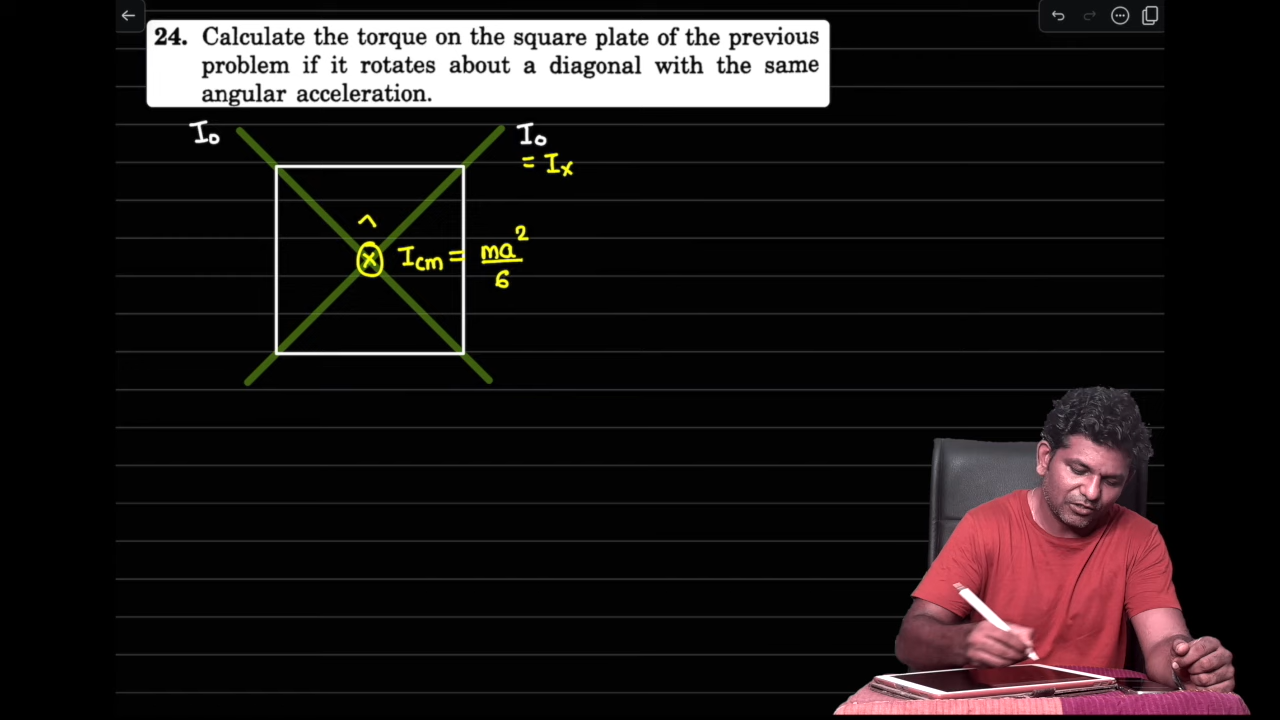 24. Calculate the torque on the square plate of the previous
problem if it rotates about a diagonal with the same
angular acceleration.
I₀
I₀
= Iₓ
^
x I_cm = ma²/6